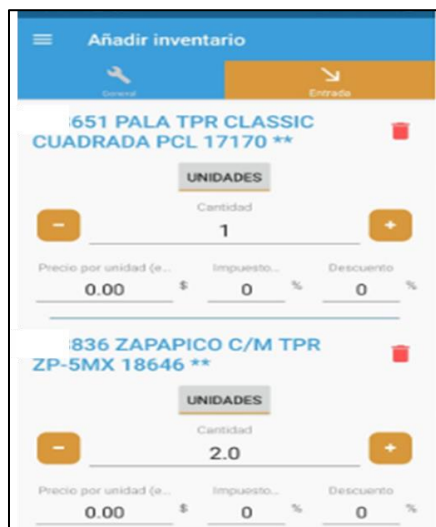 Añadir inventario
General
Entrada
651 PALA TPR CLASSIC
CUADRADA PCL 17170 **
UNIDADES
Cantidad
− 1 +
Precio por unidad (e... Impuesto... Descuento
0.00 $ 0 % 0 %
836 ZAPAPICO C/M TPR
ZP-5MX 18646 **
UNIDADES
Cantidad
− 2.0 +
Precio por unidad (e... Impuesto... Descuento
0.00 $ 0 % 0 %